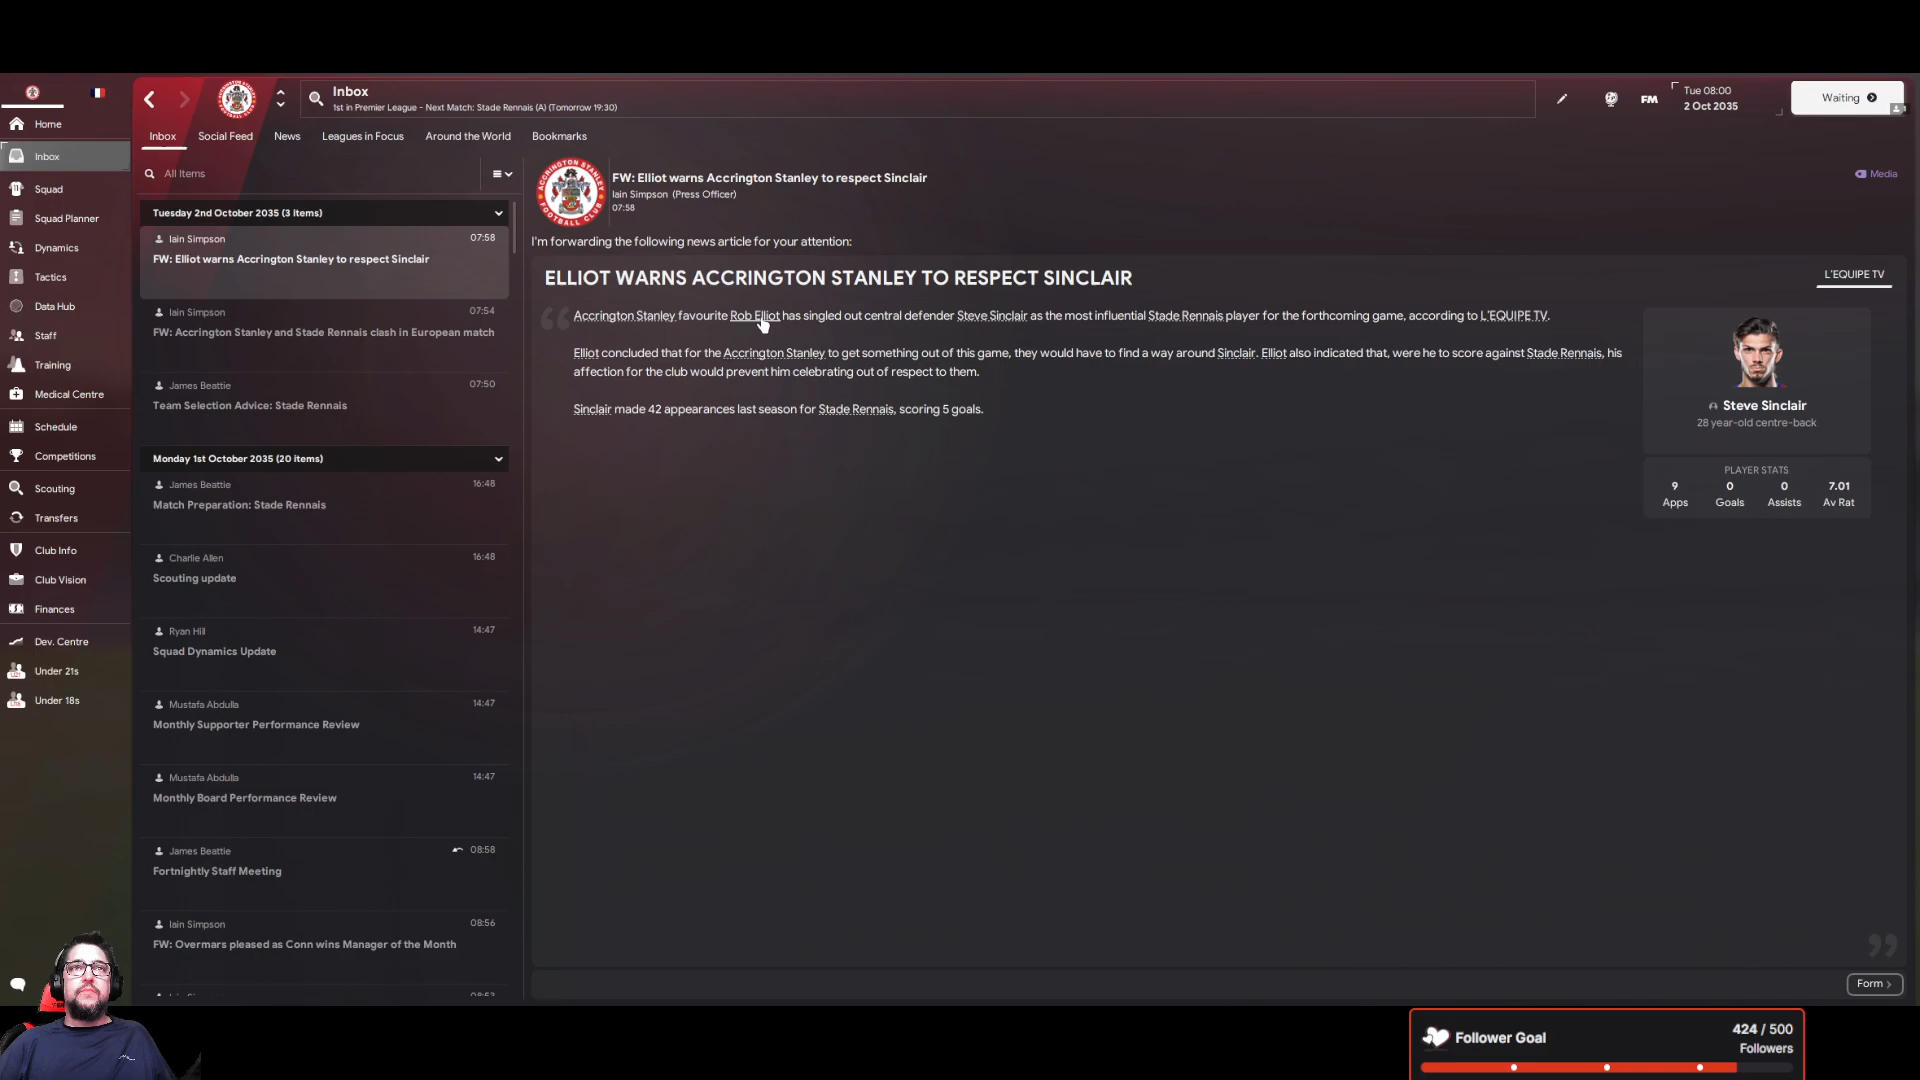 Inbox
1st in Premier League - Next Match: Stade Rennais (A) (Tomorrow 19:30)
FM
Tue 08:00
2 Oct 2035
Waiting
1
Inbox
Social Feed
News
Leagues in Focus
Around the World
Bookmarks
Home
Inbox
Squad
Squad Planner
Dynamics
Tactics
Data Hub
Staff
Training
Medical Centre
Schedule
Competitions
Scouting
Transfers
Club Info
Club Vision
Finances
Dev. Centre
Under 21s
Under 18s
All Items
Tuesday 2nd October 2035 (3 items)
Iain Simpson 07:58
FW: Elliot warns Accrington Stanley to respect Sinclair
Iain Simpson 07:54
FW: Accrington Stanley and Stade Rennais clash in European match
James Beattie 07:50
Team Selection Advice: Stade Rennais
Monday 1st October 2035 (20 items)
James Beattie 16:48
Match Preparation: Stade Rennais
Charlie Allen 16:48
Scouting update
Ryan Hill 14:47
Squad Dynamics Update
Mustafa Abdulla 14:47
Monthly Supporter Performance Review
Mustafa Abdulla 14:47
Monthly Board Performance Review
James Beattie 08:58
Fortnightly Staff Meeting
Iain Simpson 08:56
FW: Overmars pleased as Conn wins Manager of the Month
ACCRINGTON STANLEY
FOOTBALL CLUB
FW: Elliot warns Accrington Stanley to respect Sinclair
Iain Simpson (Press Officer)
07:58
Media
I'm forwarding the following news article for your attention:
ELLIOT WARNS ACCRINGTON STANLEY TO RESPECT SINCLAIR
L'EQUIPE TV
Accrington Stanley favourite Rob Elliot has singled out central defender Steve Sinclair as the most influential Stade Rennais player for the forthcoming game, according to L'EQUIPE TV.
Elliot concluded that for the Accrington Stanley to get something out of this game, they would have to find a way around Sinclair. Elliot also indicated that, were he to score against Stade Rennais, his
affection for the club would prevent him celebrating out of respect to them.
Sinclair made 42 appearances last season for Stade Rennais, scoring 5 goals.
Steve Sinclair
28 year-old centre-back
PLAYER STATS
9 0 0 7.01
Apps Goals Assists Av Rat
Form
Follower Goal
424 / 500
Followers